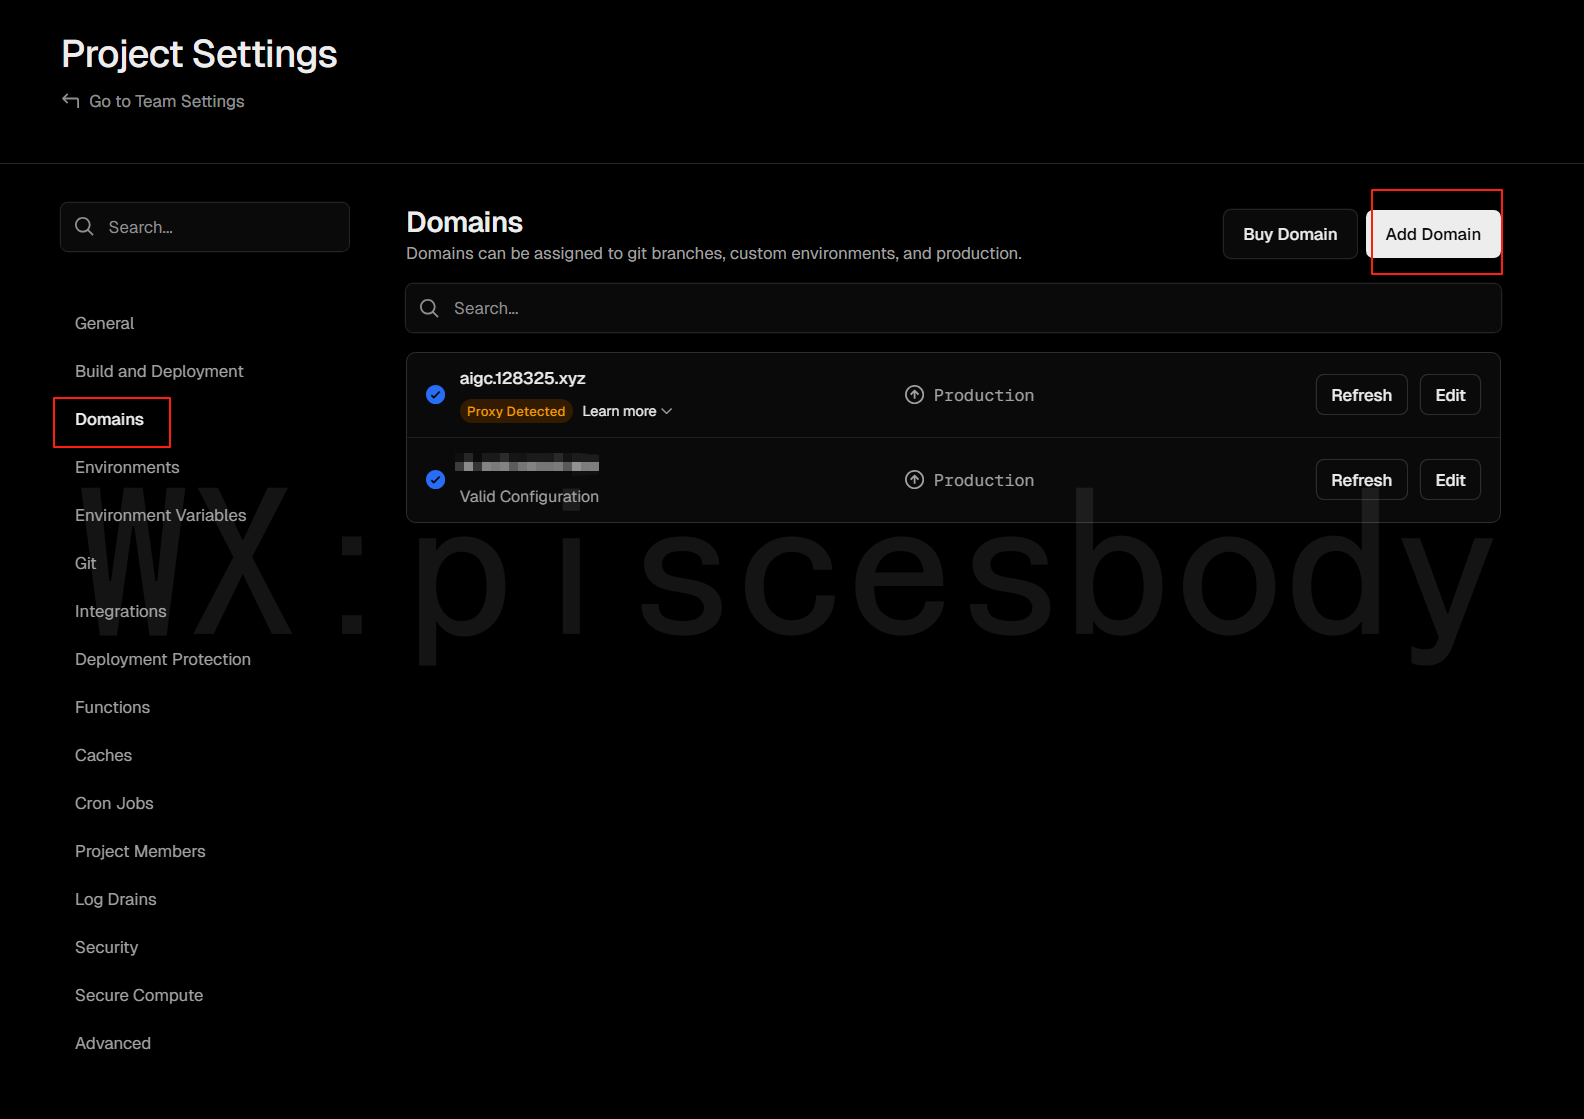 Project Settings
Go to Team Settings
Search...
Domains
Domains can be assigned to git branches, custom environments, and production.
Buy Domain
Add Domain
Search...
General
Build and Deployment
Domains
Environments
Environment Variables
Git
Integrations
Deployment Protection
Functions
Caches
Cron Jobs
Project Members
Log Drains
Security
Secure Compute
Advanced
aigc.128325.xyz
Proxy Detected Learn more
Production
Refresh
Edit
Valid Configuration
Production
Refresh
Edit
WX:piscesbody